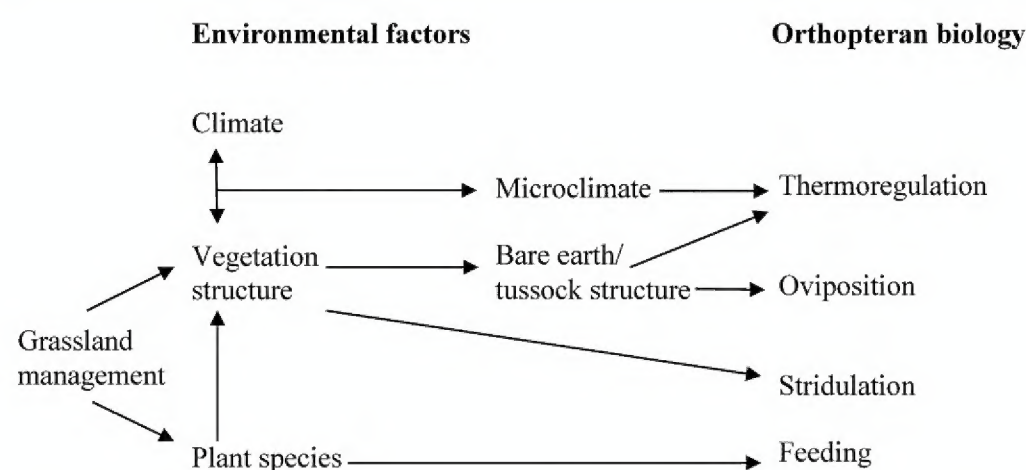 Environmental factors
Orthopteran biology
Climate
Microclimate
Thermoregulation
Vegetation
structure
Bare earth/
tussock structure
Oviposition
Grassland
management
Stridulation
Plant species
Feeding